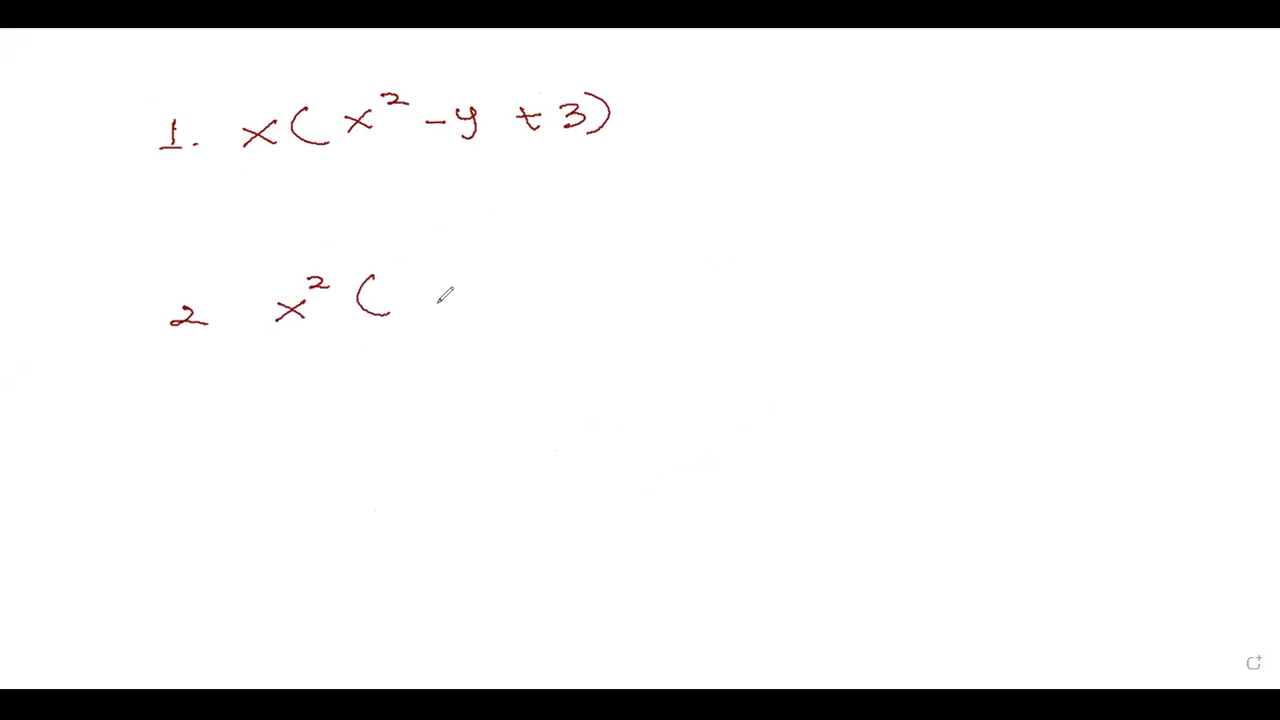 1. x(x² -y +3)
2 x² (